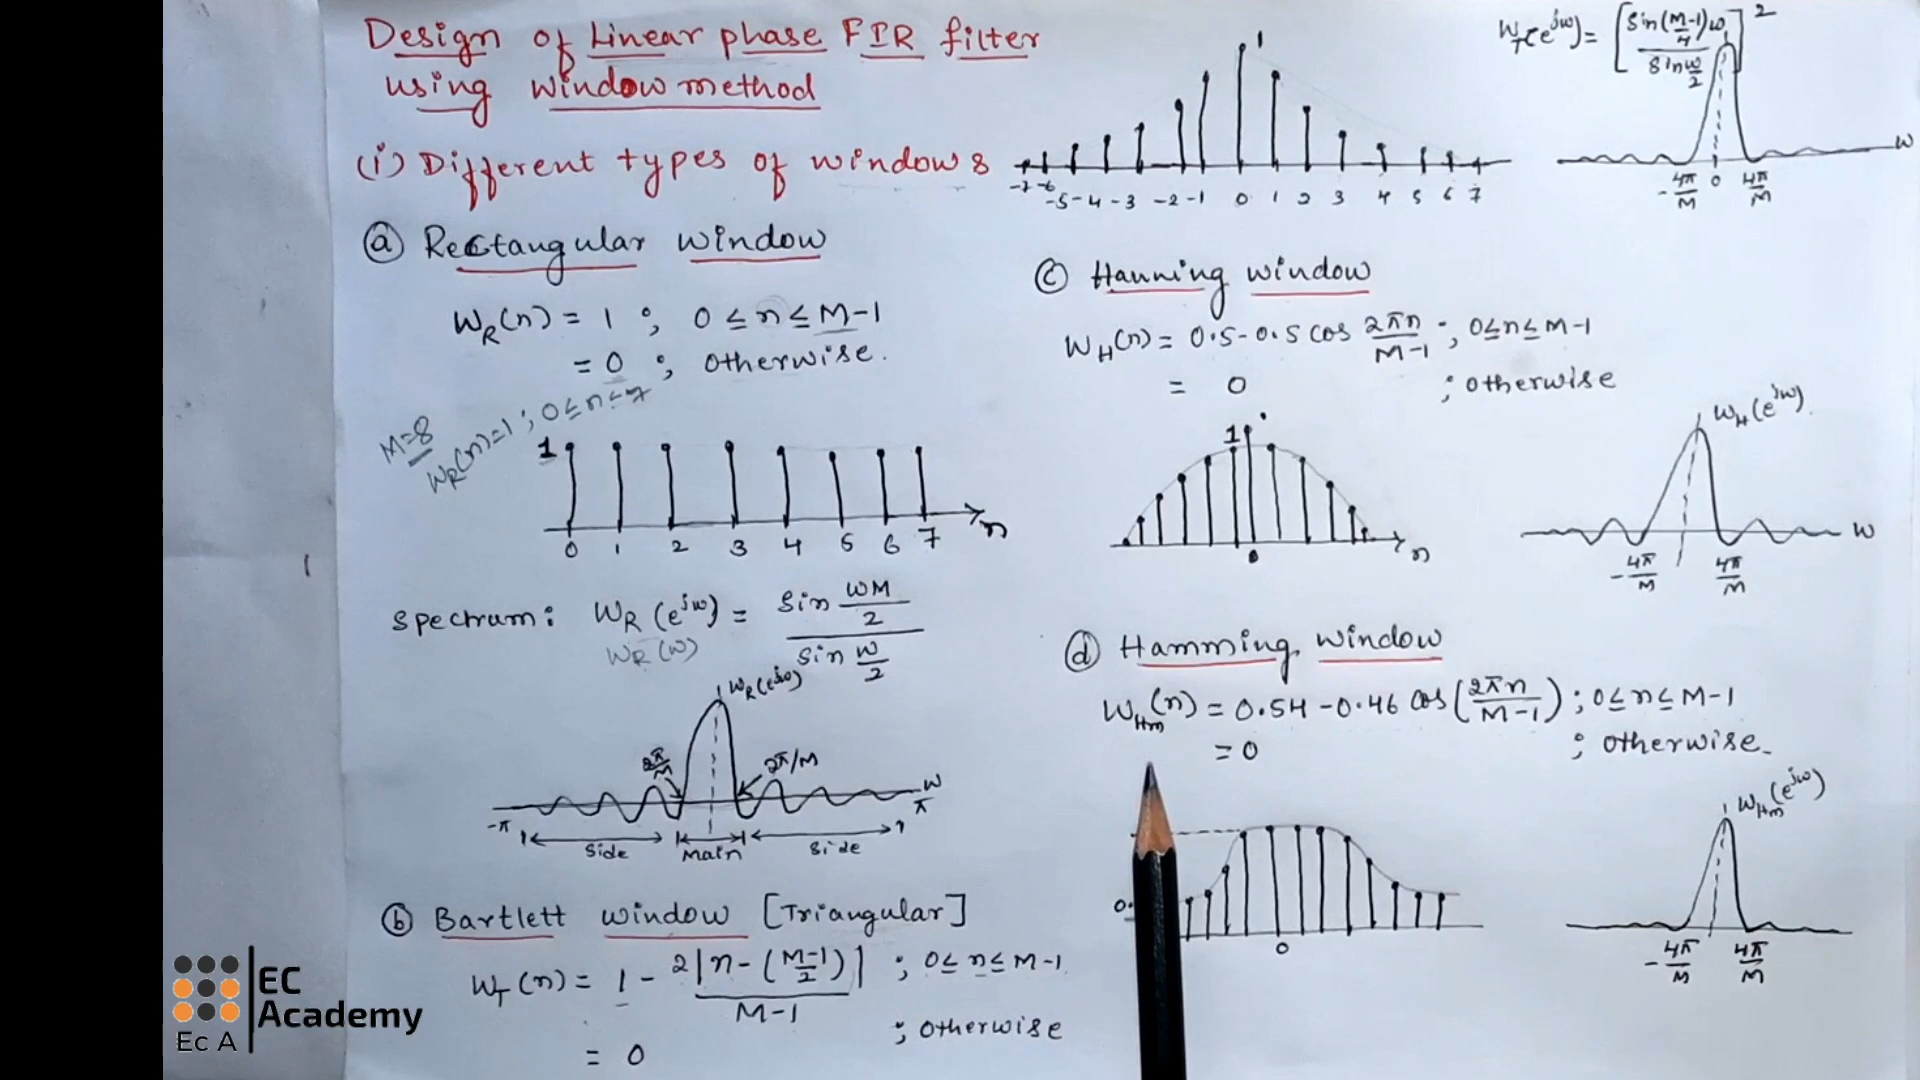 Design of Linear phase FIR filter
using window method
(i) Different types of windows
ⓐ Rectangular window
W_R(n) = 1 ; 0 ≤ n ≤ M-1
= 0 ; otherwise.
M=8
W_R(n)=1 ; 0≤n≤7
1
0 1 2 3 4 5 6 7 n
Spectrum: W_R(e^{jω}) = sin ωM/2 / sin ω/2
W_R(ω)
W_R(e^{jω})
2π/M 2π/M
-π ω π
Side Main Side
ⓑ Bartlett window [Triangular]
W_T(n) = 1 - 2|n-(M-1/2)| / M-1 ; 0≤n≤M-1
= 0 ; otherwise
1
-7 -6 -5 -4 -3 -2 -1 0 1 2 3 4 5 6 7
W_T(e^{jω}) = [sin(M-1/4)ω / sin ω/2]^2
ω
-4π/M 0 4π/M
ⓒ Hanning window
W_H(n) = 0.5-0.5 cos 2πn/M-1 ; 0≤n≤M-1
= 0 ; otherwise
1
0 n
W_H(e^{jω})
ω
-4π/M 4π/M
ⓓ Hamming window
W_{Hm}(n) = 0.54-0.46 cos(2πn/M-1) ; 0≤n≤M-1
= 0 ; otherwise
0
W_{Hm}(e^{jω})
-4π/M 4π/M
EC
Academy
Ec A